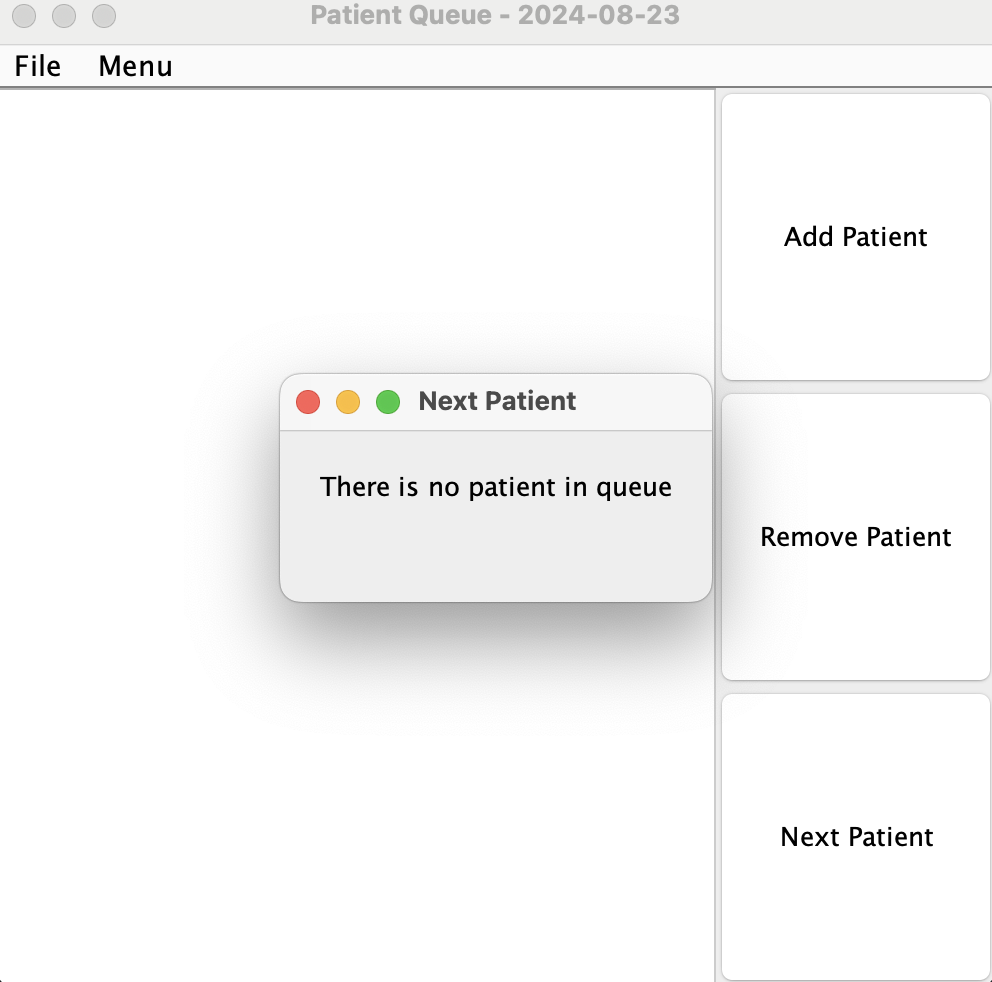 Patient Queue - 2024-08-23
File Menu
Add Patient
Next Patient
There is no patient in queue
Remove Patient
Next Patient